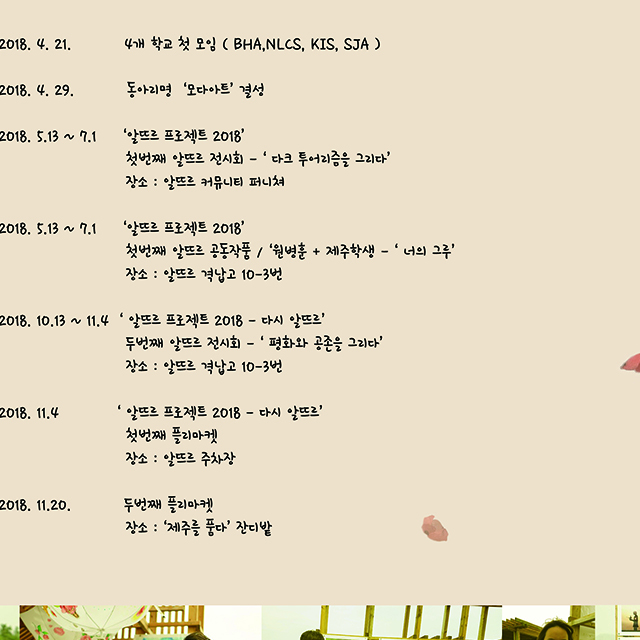 2018. 4. 21. 4개 학교 첫 모임 ( BHA,NLCS, KIS, SJA )
2018. 4. 29. 동아리명 ‘모다아트’ 결성
2018. 5.13 ~ 7.1 ‘알뜨르 프로젝트 2018’
첫번째 알뜨르 전시회 - ‘ 다크 투어리즘을 그리다’
장소 : 알뜨르 커뮤니티 퍼니쳐
2018. 5.13 ~ 7.1 ‘알뜨르 프로젝트 2018’
첫번째 알뜨르 공동작품 / ‘원병훈 + 제주학생 - ‘ 너의 그루’
장소 : 알뜨르 격납고 10-3번
2018. 10.13 ~ 11.4 ‘ 알뜨르 프로젝트 2018 - 다시 알뜨르’
두번째 알뜨르 전시회 - ‘ 평화와 공존을 그리다’
장소 : 알뜨르 격납고 10-3번
2018. 11.4 ‘ 알뜨르 프로젝트 2018 - 다시 알뜨르’
첫번째 플리마켓
장소 : 알뜨르 주차장
2018. 11.20. 두번째 플리마켓
장소 : ‘제주를 품다’ 잔디밭